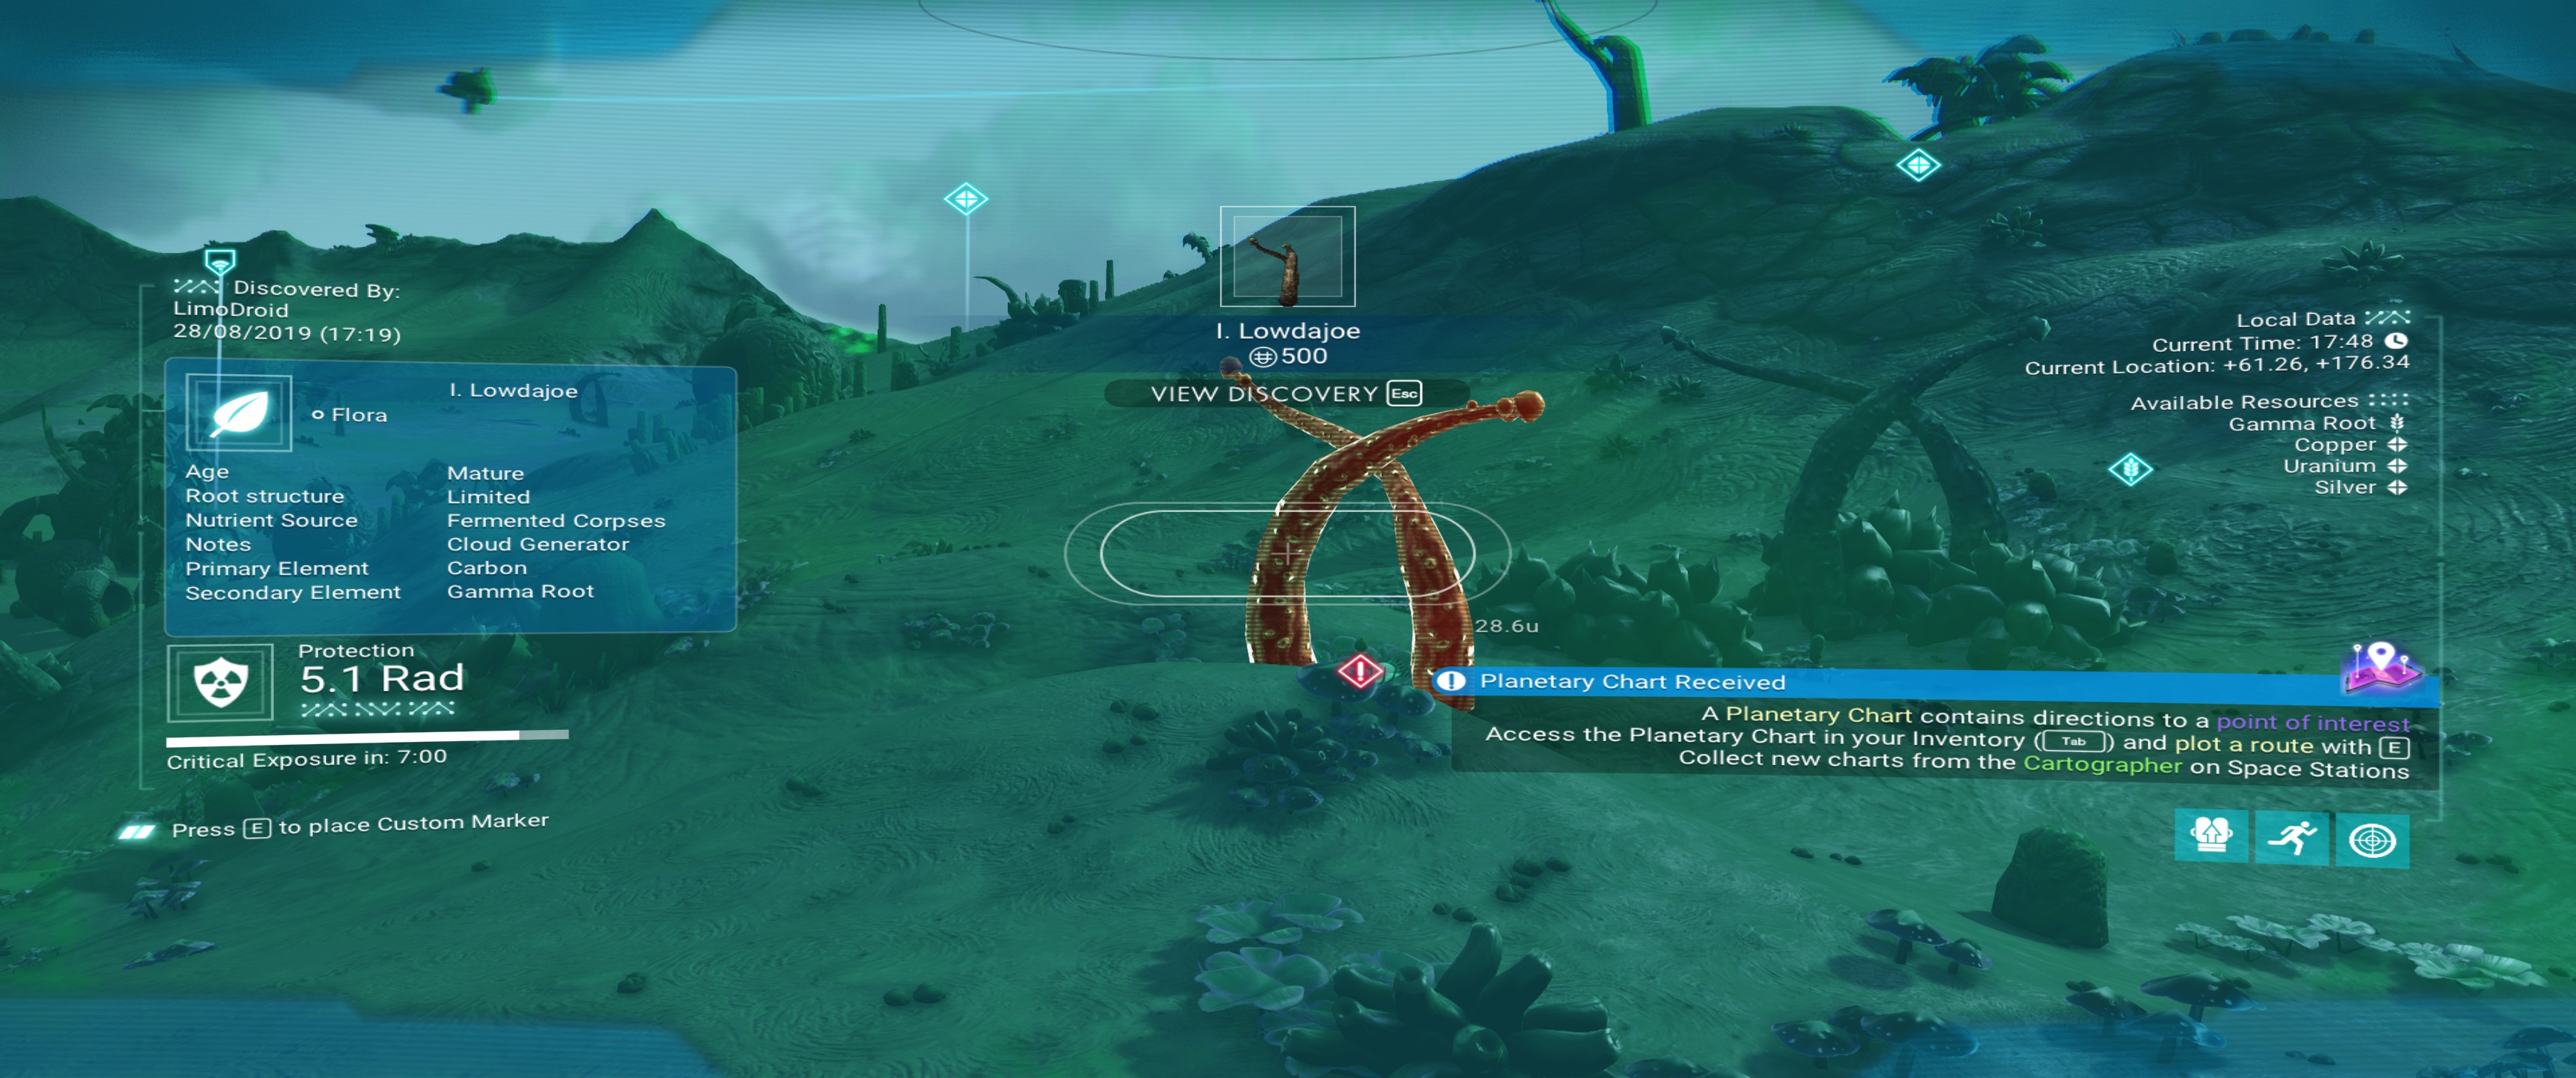 Discovered By:
LimoDroid
28/08/2019 (17:19)
I. Lowdajoe
Flora
Age Mature
Root structure Limited
Nutrient Source Fermented Corpses
Notes Cloud Generator
Primary Element Carbon
Secondary Element Gamma Root
Protection
5.1 Rad
Critical Exposure in: 7:00
Press E to place Custom Marker
I. Lowdajoe
500
VIEW DISCOVERY Esc
28.6u
Local Data
Current Time: 17:48
Current Location: +61.26, +176.34
Available Resources
Gamma Root
Copper
Uranium
Silver
Planetary Chart Received
A Planetary Chart contains directions to a point of interest
Access the Planetary Chart in your Inventory (Tab) and plot a route with E
Collect new charts from the Cartographer on Space Stations